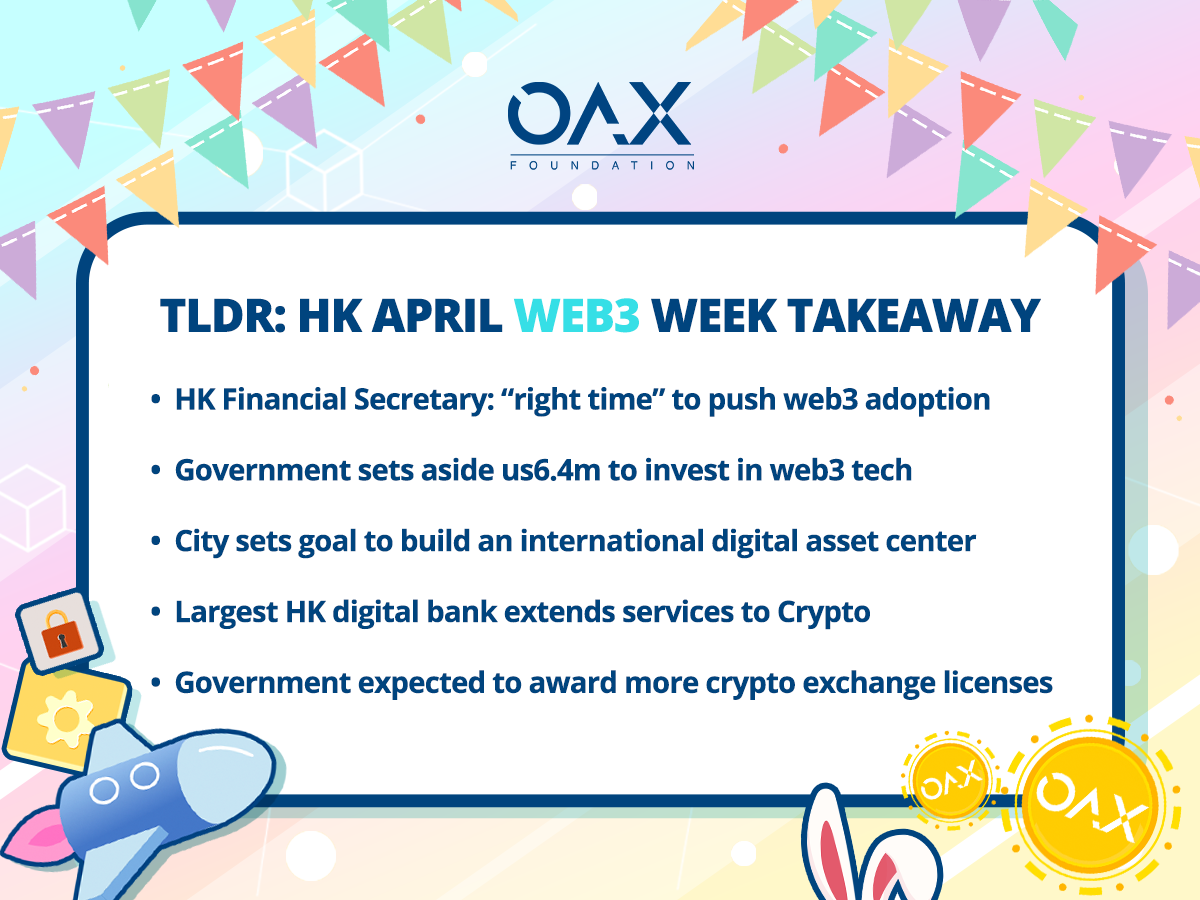 OAX
FOUNDATION
TLDR: HK APRIL WEB3 WEEK TAKEAWAY
• HK Financial Secretary: “right time” to push web3 adoption
• Government sets aside us6.4m to invest in web3 tech
• City sets goal to build an international digital asset center
• Largest HK digital bank extends services to Crypto
• Government expected to award more crypto exchange licenses
OAX
OAX